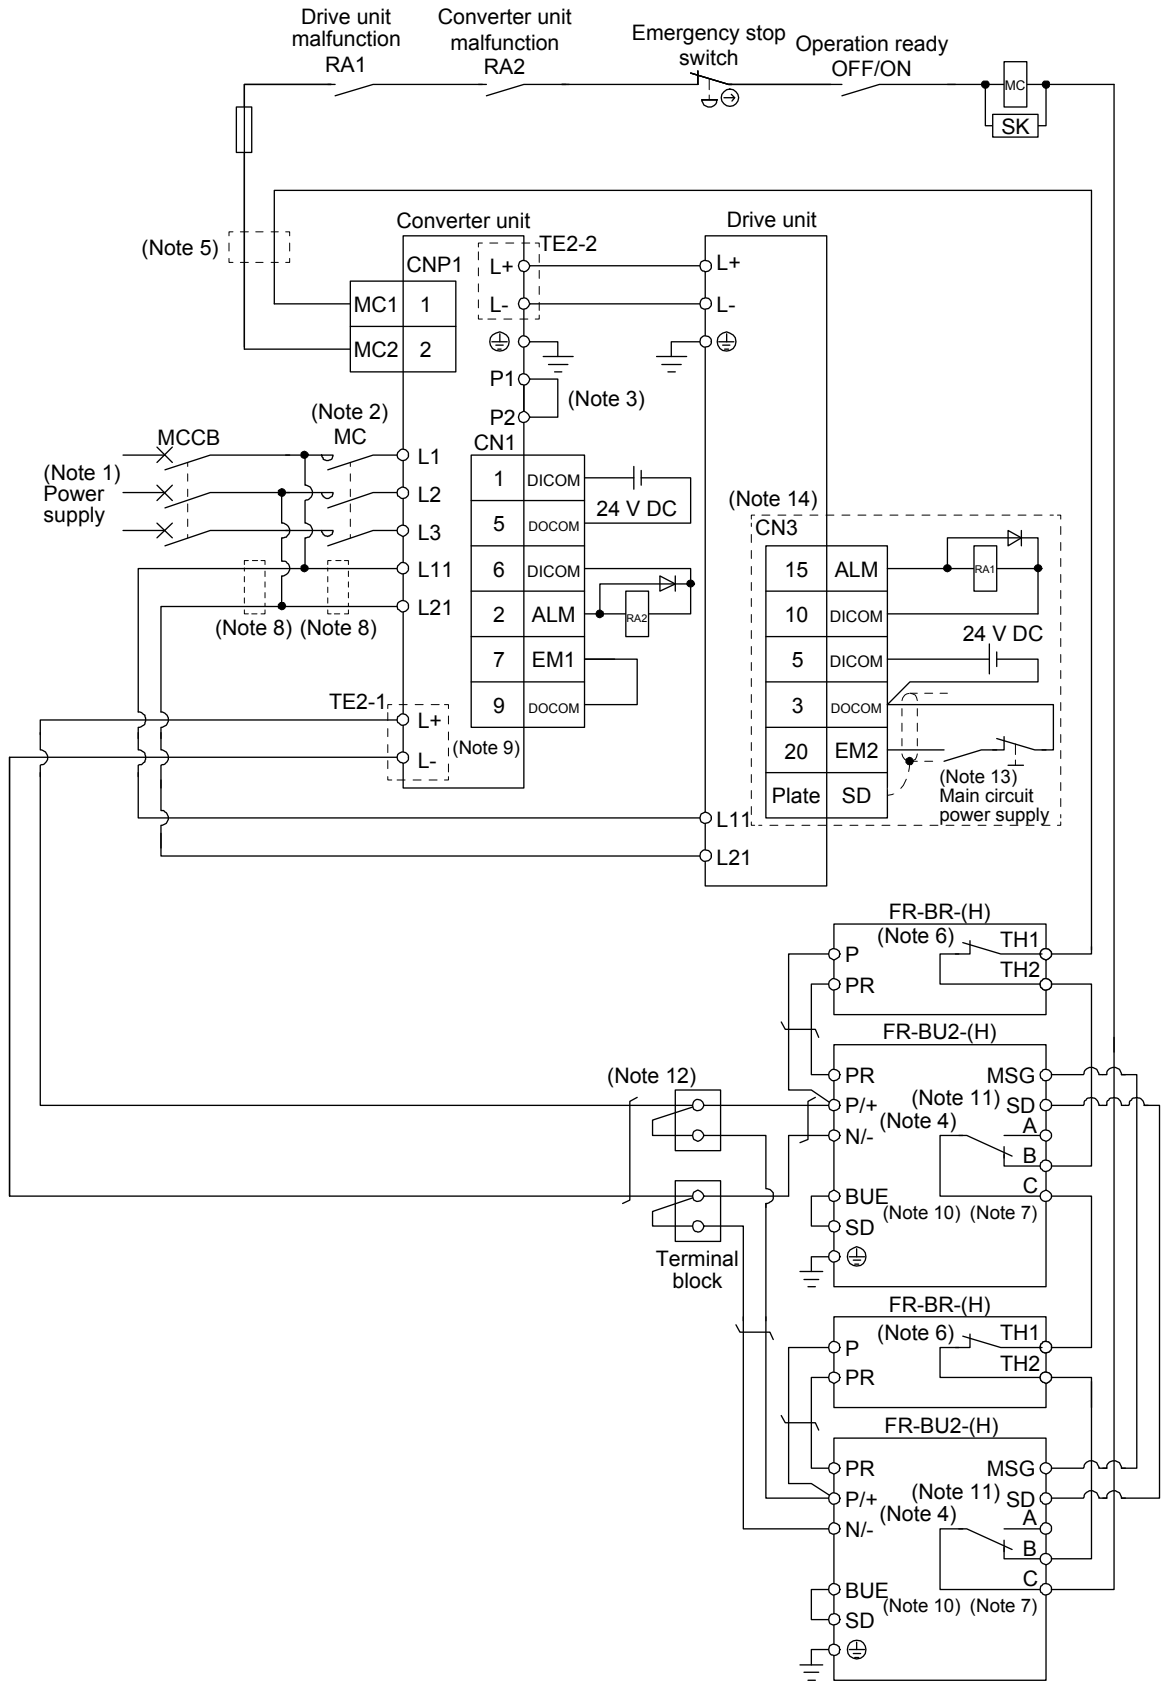 Drive unit
malfunction
RA1
Converter unit
malfunction
RA2
Emergency stop
switch
Operation ready
OFF/ON
MC
SK
(Note 5)
Converter unit
Drive unit
CNP1
TE2-2
L+
L+
MC1 1
L-
L-
MC2 2
P1
P2
(Note 3)
(Note 2)
MCCB
MC
CN1
(Note 1)
Power
supply
L1
L2
L3
L11
L21
1 DICOM
24 V DC
5 DOCOM
6 DICOM
2 ALM
RA2
7 EM1
9 DOCOM
(Note 8)
(Note 8)
(Note 14)
CN3
15 ALM
RA1
10 DICOM
24 V DC
5 DICOM
3 DOCOM
20 EM2
Plate SD
(Note 13)
Main circuit
power supply
TE2-1
L+
L-
(Note 9)
L11
L21
FR-BR-(H)
(Note 6)
P
TH1
TH2
PR
FR-BU2-(H)
PR
MSG
(Note 12)
P/+
(Note 11)
SD
(Note 4)
A
N/-
B
C
BUE
(Note 10)
(Note 7)
SD
Terminal
block
FR-BR-(H)
(Note 6)
P
TH1
TH2
PR
FR-BU2-(H)
PR
MSG
P/+
(Note 11)
SD
(Note 4)
A
N/-
B
C
BUE
(Note 10)
(Note 7)
SD